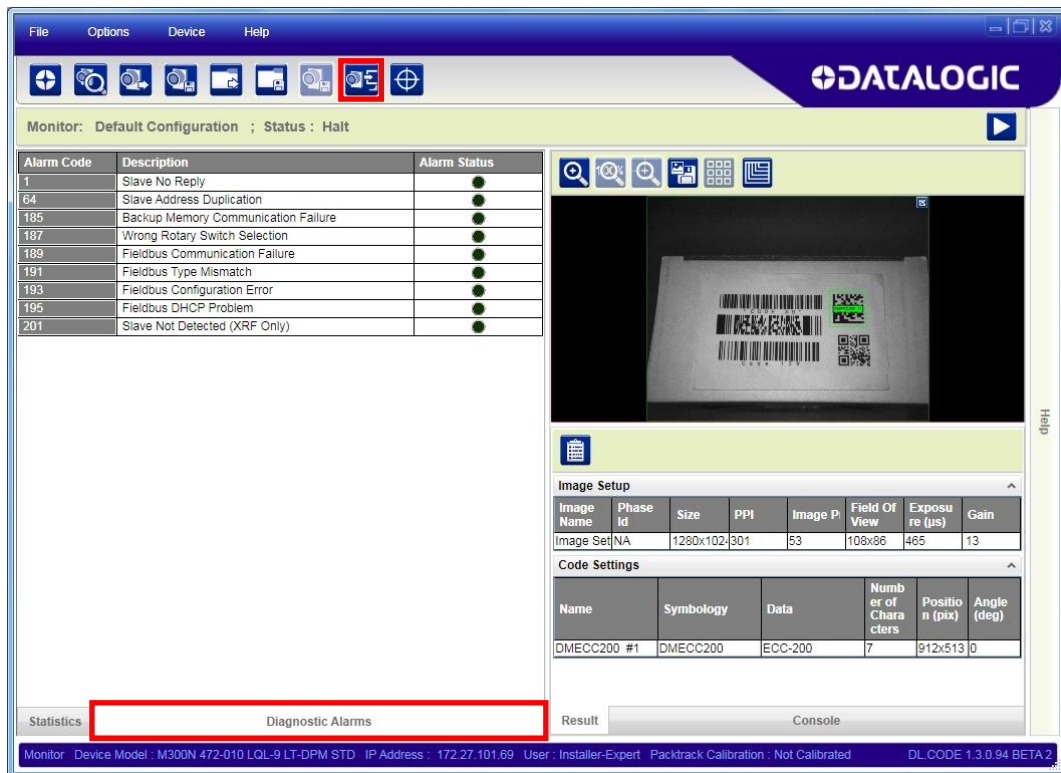 File Options Device Help
DATALOGIC
Monitor: Default Configuration ; Status : Halt
Alarm Code Description Alarm Status
1 Slave No Reply
64 Slave Address Duplication
185 Backup Memory Communication Failure
187 Wrong Rotary Switch Selection
189 Fieldbus Communication Failure
191 Fieldbus Type Mismatch
193 Fieldbus Configuration Error
195 Fieldbus DHCP Problem
201 Slave Not Detected (XRF Only)
Help
Image Setup
Image Name Phase Id Size PPI Image P Field Of View Exposu re (µs) Gain
Image Set NA 1280x102 301 53 108x86 465 13
Code Settings
Name Symbology Data Numb er of Chara cters Positio n (pix) Angle (deg)
DMECC200 #1 DMECC200 ECC-200 7 912x513 0
Statistics Diagnostic Alarms Result Console
Monitor Device Model : M300N 472-010 LQL-9 LT-DPM STD IP Address : 172.27.101.69 User : Installer-Expert Packtrack Calibration : Not Calibrated DL.CODE 1.3.0.94 BETA 2